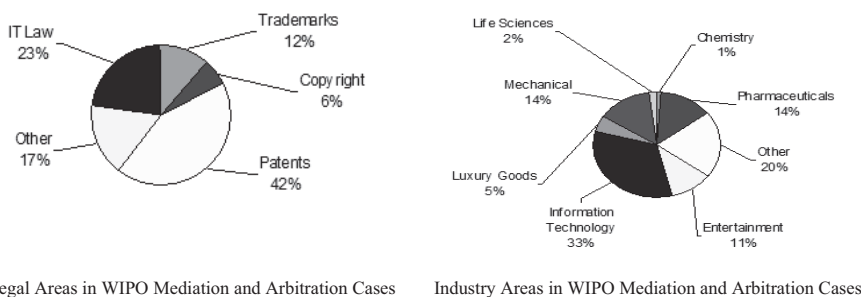 Trademarks
12%
IT Law
23%
Copyright
6%
Other
17%
Patents
42%
egal Areas in WIPO Mediation and Arbitration Cases
Life Sciences
2%
Chemistry
1%
Mechanical
14%
Pharmaceuticals
14%
Other
20%
Luxury Goods
5%
Information
Technology
33%
Entertainment
11%
Industry Areas in WIPO Mediation and Arbitration Cases